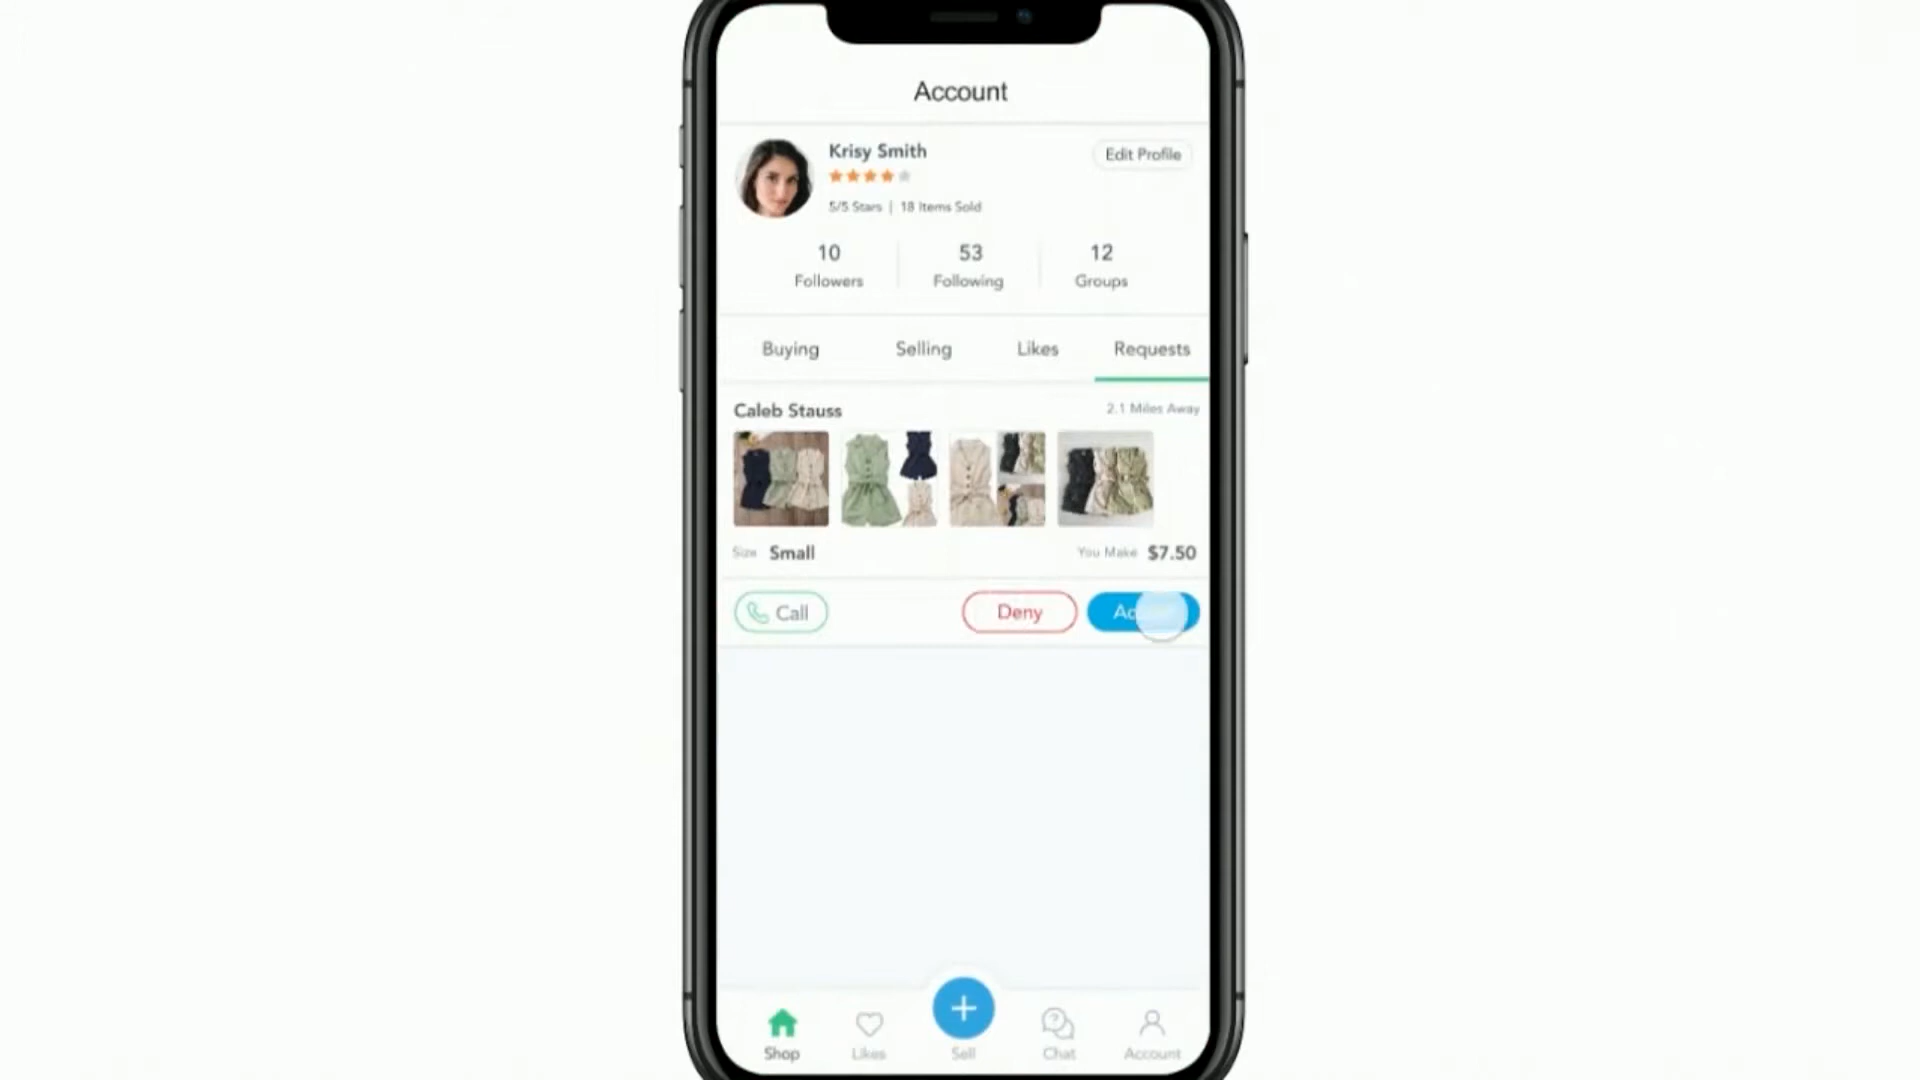 Account
Krisy Smith
Edit Profile
5/5 Stars | 18 Items Sold
10 53 12
Followers Following Groups
Buying Selling Likes Requests
Caleb Stauss 2.1 Miles Away
Size Small You Make $7.50
Call Deny
Shop Likes Sell Chat Account